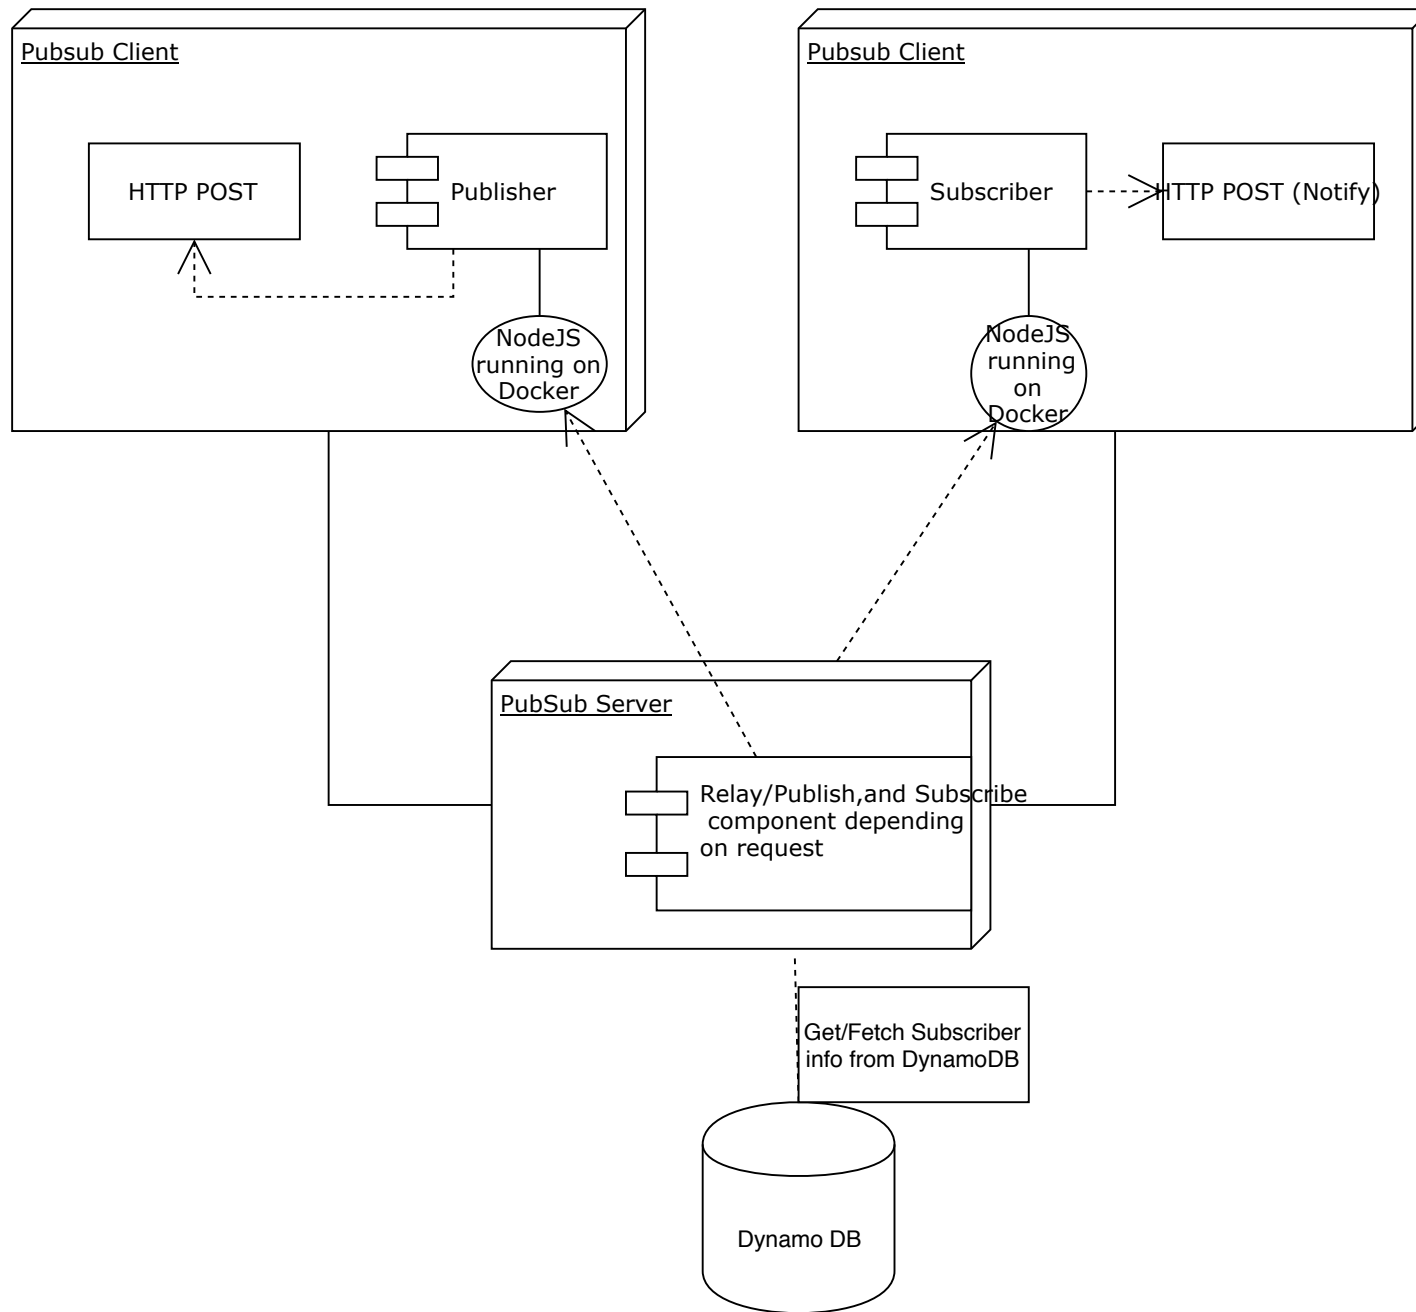 Pubsub Client
HTTP POST
Publisher
NodeJS
running on
Docker
Pubsub Client
Subscriber
HTTP POST (Notify)
NodeJS
running
on
Docker
PubSub Server
Relay/Publish,and Subscribe
component depending
on request
Get/Fetch Subscriber
info from DynamoDB
Dynamo DB